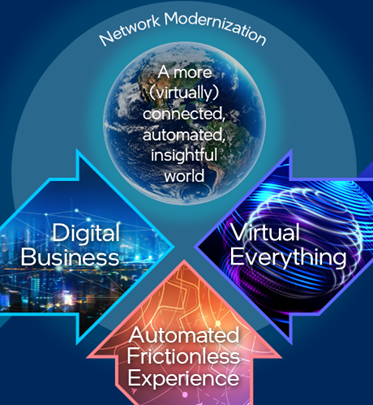 Network Modernization
A more
(virtually)
connected,
automated,
insightful
world
Digital
Business
Virtual
Everything
Automated
Frictionless
Experience